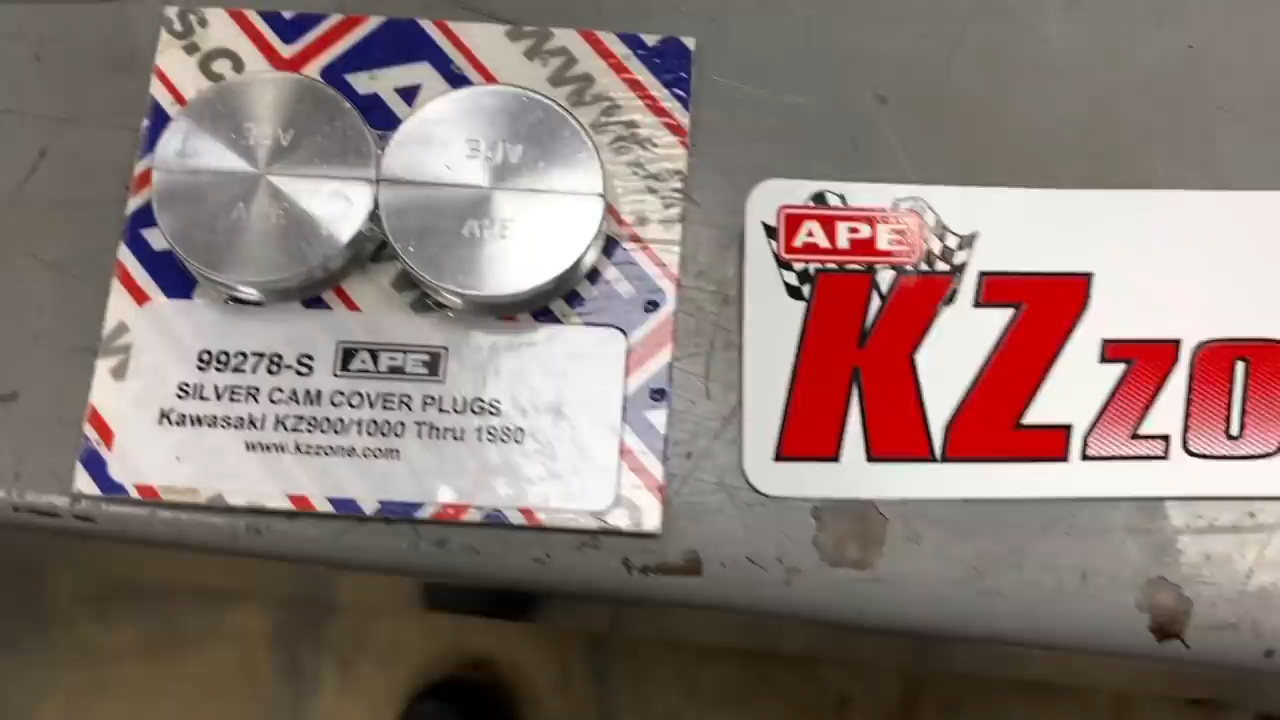 s.c
A
WWW.
APE
APE
APE
APE
99278-S APE
SILVER CAM COVER PLUGS
Kawasaki KZ900/1000 Thru 1980
www.kzzone.com
APE
KZzo